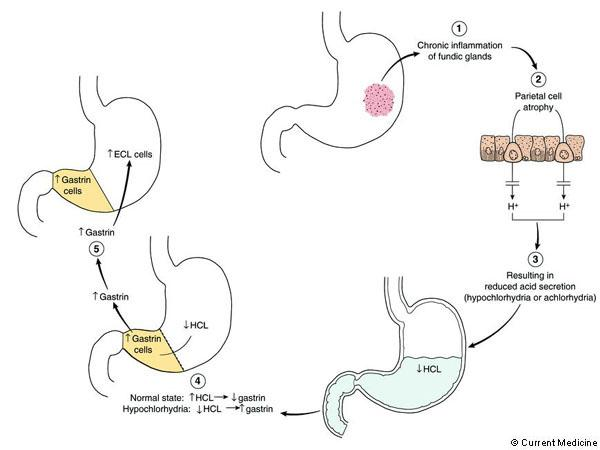 1
Chronic inflammation
of fundic glands
2
Parietal cell
atrophy
H+ H+
3
Resulting in
reduced acid secretion
(hypochlorhydria or achlorhydria)
↓HCL
4
Normal state: ↑HCL→↓gastrin
Hypochlorhydria: ↓HCL→↑gastrin
↓HCL
↑Gastrin
cells
↑Gastrin
5
↑Gastrin
↑Gastrin
cells
↑ECL cells
© Current Medicine